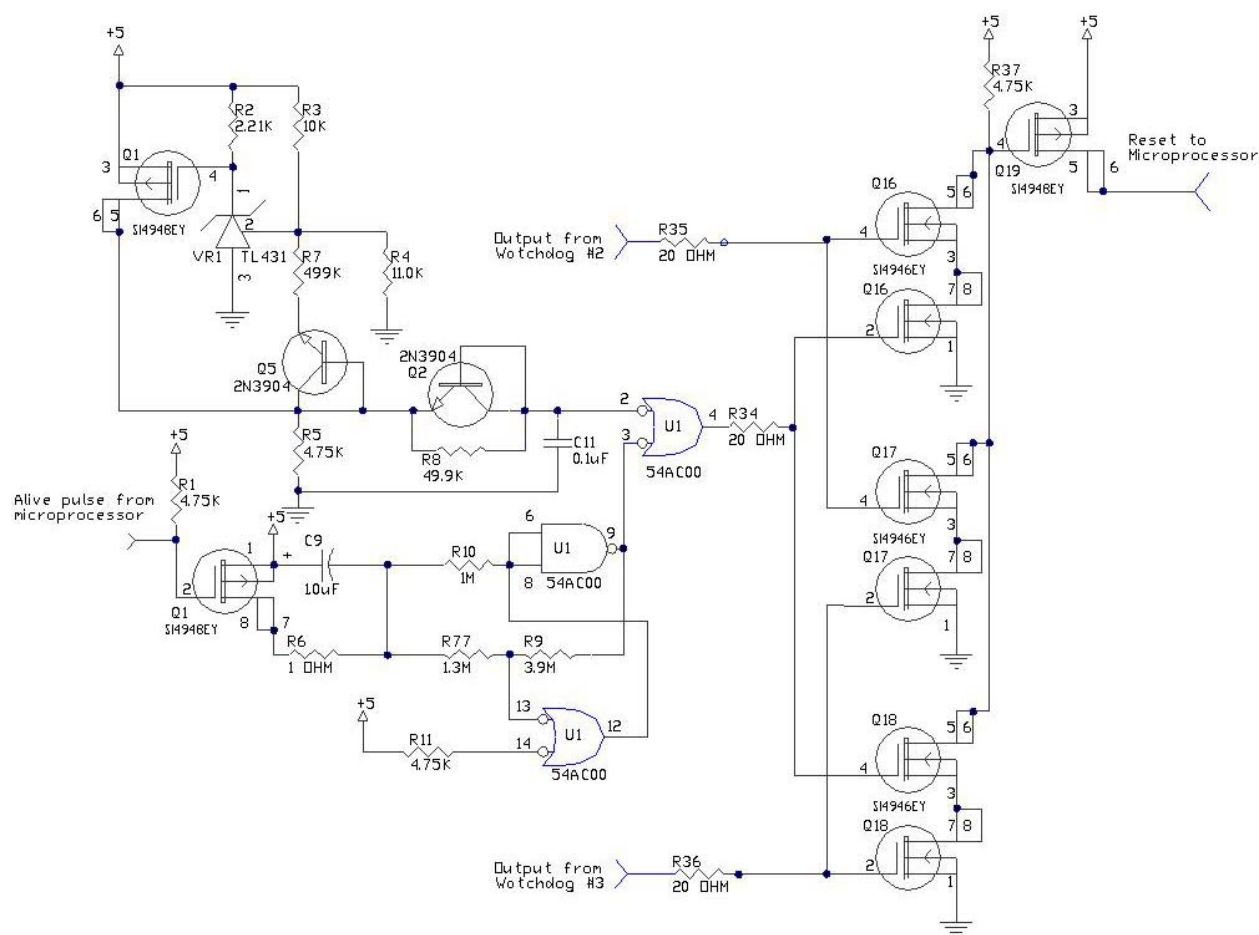 +5
+5
+5
R37
4.75K
R2
2.21K
R3
10K
Q1
3
4
1
3
4
Q19
SI4948EY
5
6
Reset to
Microprocessor
6
5
SI4948EY
2
VR1
TL431
3
R7
499K
R4
11.0K
Q16
5
6
4
SI4946EY
3
Output from
Wotchdog #2
R35
20 OHM
Q16
7
8
2
1
Q5
2N3904
2N3904
Q2
R5
4.75K
R8
49.9K
C11
0.1uF
2
3
U1
4
54AC00
R34
20 OHM
+5
R1
4.75K
Alive pulse from
microprocessor
Q17
5
6
4
SI4946EY
3
Q17
7
8
2
1
+5
1
+
C9
10uF
2
Q1
SI4948EY
8
7
R6
1 OHM
R10
1M
6
8
U1
9
54AC00
R77
1.3M
R9
3.9M
+5
R11
4.75K
13
14
U1
12
54AC00
Q18
5
6
4
SI4946EY
3
Q18
7
8
2
1
Output from
Wotchdog #3
R36
20 OHM